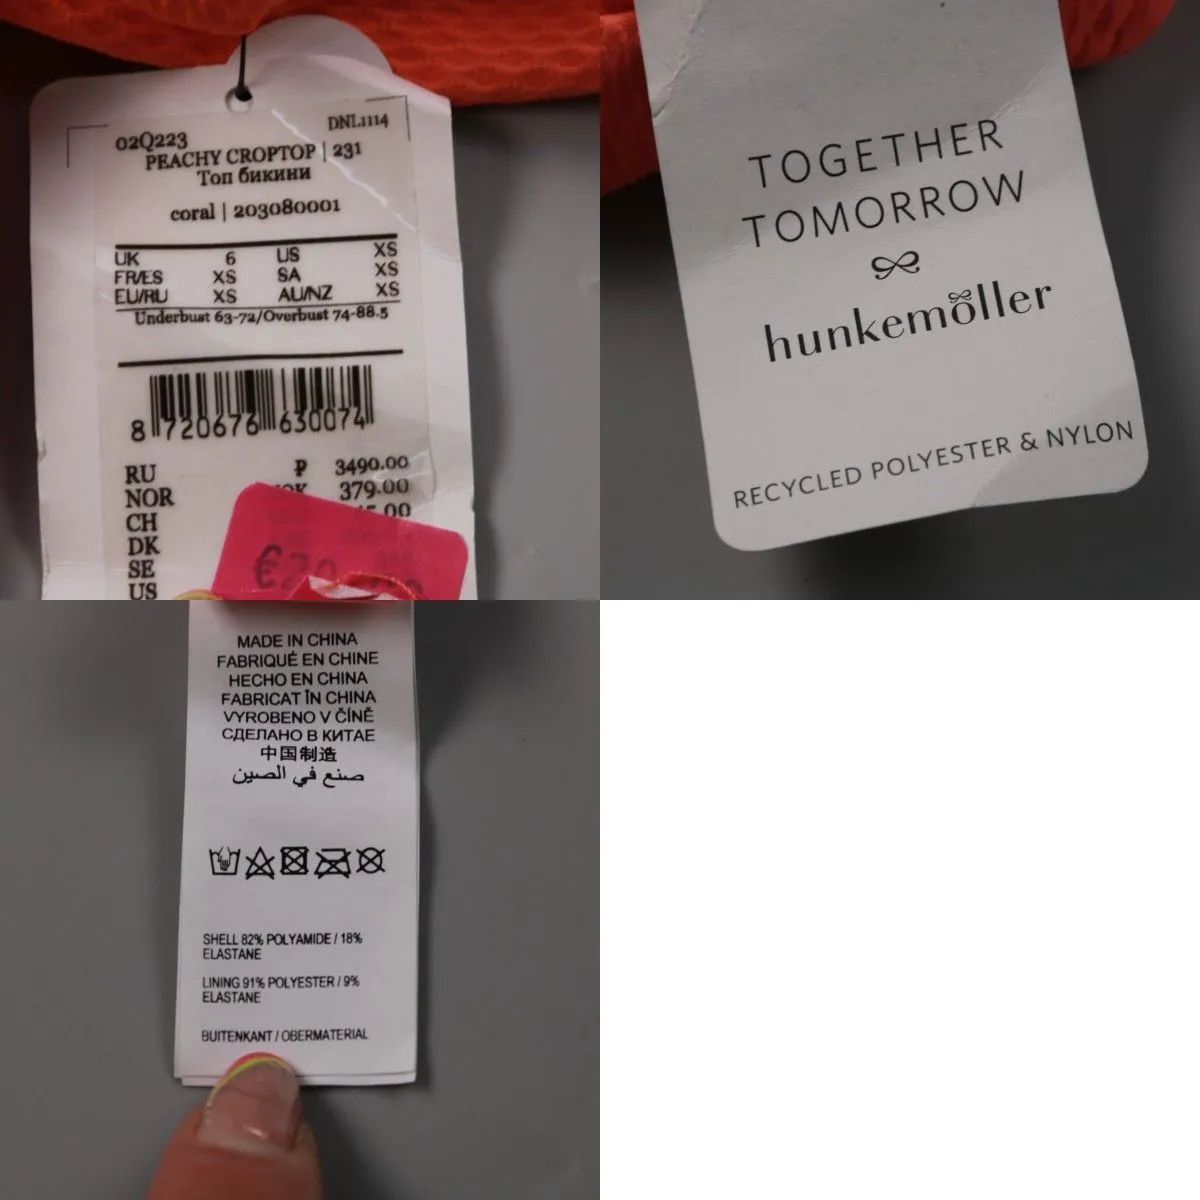 02Q223 DNL1114
PEACHY CROPTOP | 231
Топ бикини
coral | 203080001
UK 6 US XS
FR/ES XS SA XS
EU/RU XS AU/NZ XS
Underbust 63-72/Overbust 74-88.5
8 720676 630074
RU ₽ 3490.00
NOR 379.00
CH
DK
SE
US
TOGETHER
TOMORROW
hunkemöller
RECYCLED POLYESTER & NYLON
MADE IN CHINA
FABRIQUÉ EN CHINE
HECHO EN CHINA
FABRICAT ÎN CHINA
VYROBENO V ČÍNĚ
СДЕЛАНО В КИТАЕ
中国制造
صنع في الصين
SHELL 82% POLYAMIDE / 18%
ELASTANE
LINING 91% POLYESTER / 9%
ELASTANE
BUITENKANT / OBERMATERIAL